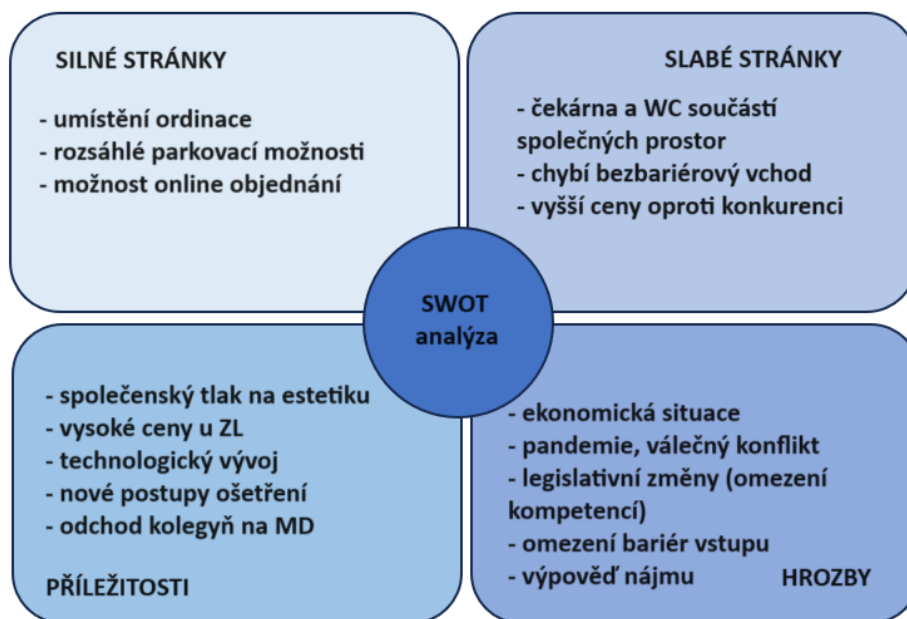 SILNÉ STRÁNKY
- umístění ordinace
- rozsáhlé parkovací možnosti
- možnost online objednání
SLABÉ STRÁNKY
- čekárna a WC součástí
společných prostor
- chybí bezbariérový vchod
- vyšší ceny oproti konkurenci
SWOT
analýza
- společenský tlak na estetiku
- vysoké ceny u ZL
- technologický vývoj
- nové postupy ošetření
- odchod kolegyň na MD
PŘÍLEŽITOSTI
- ekonomická situace
- pandemie, válečný konflikt
- legislativní změny (omezení
kompetencí)
- omezení bariér vstupu
- výpověď nájmu
HROZBY